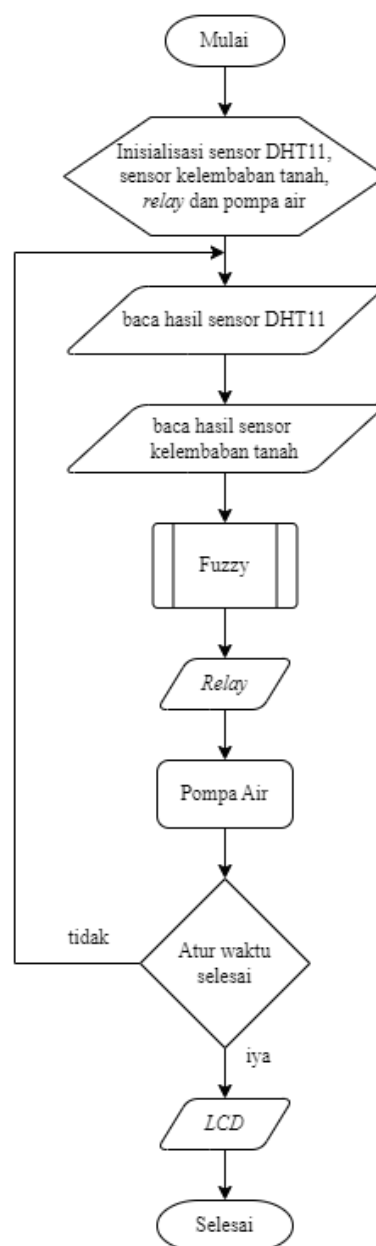 Mulai
Inisialisasi sensor DHT11,
sensor kelembaban tanah,
relay dan pompa air
baca hasil sensor DHT11
baca hasil sensor
kelembaban tanah
Fuzzy
Relay
Pompa Air
tidak
Atur waktu
selesai
iya
LCD
Selesai